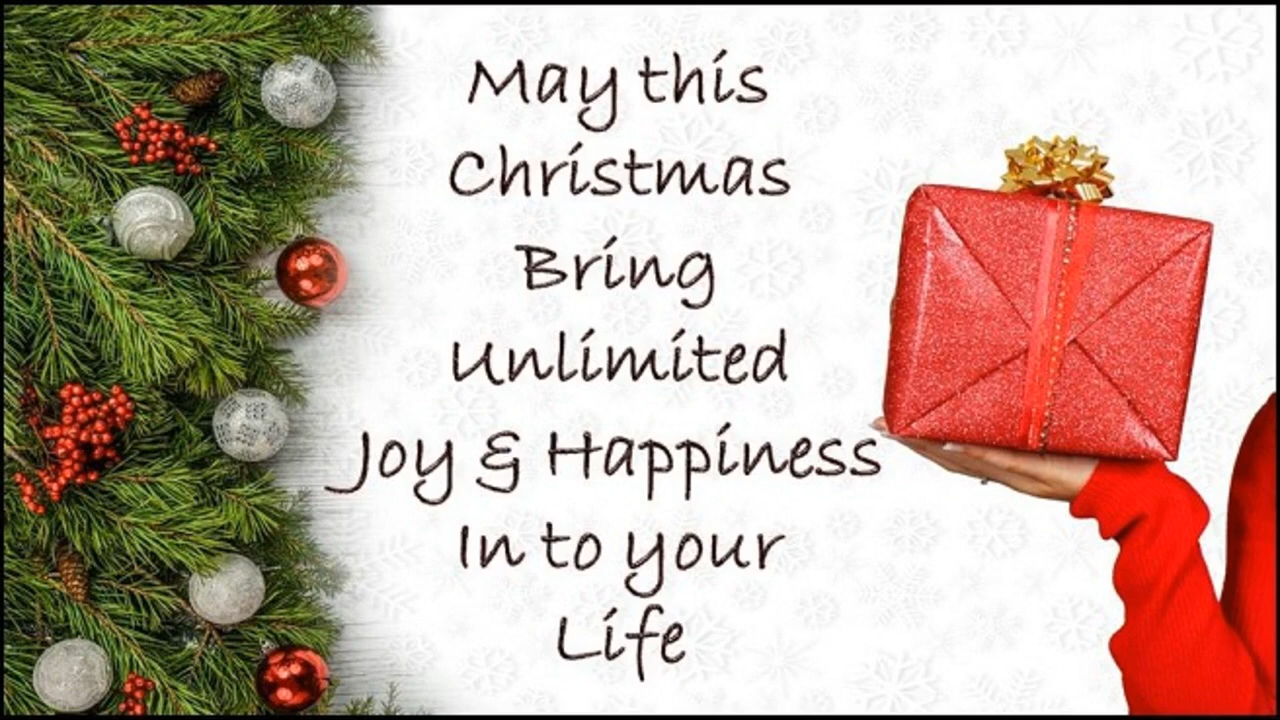 May this
Christmas
Bring
Unlimited
Joy & Happiness
In to your
Life